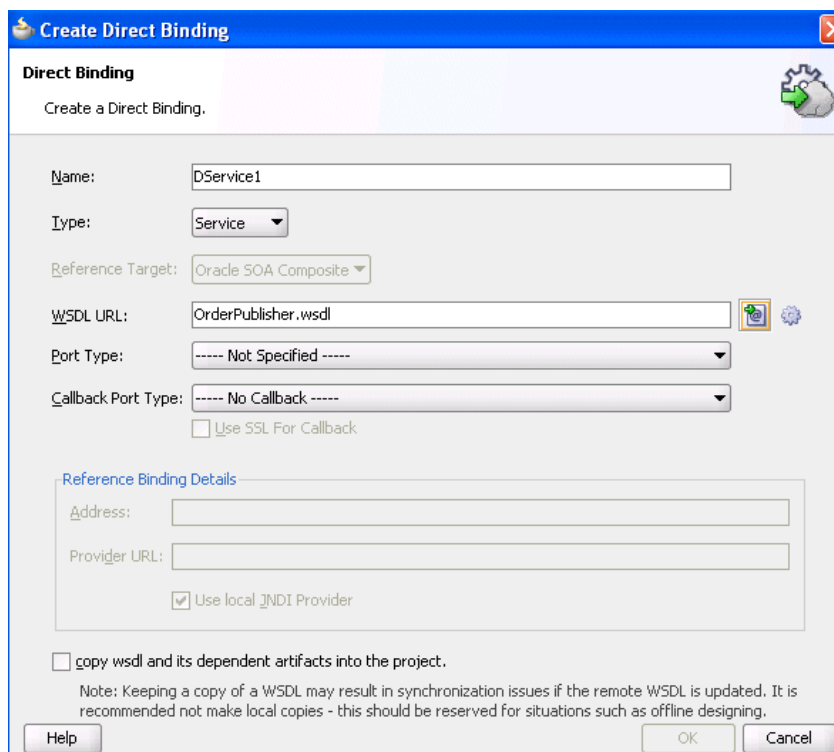 Create Direct Binding
Direct Binding
Create a Direct Binding.
Name: DService1
Type: Service
Reference Target: Oracle SOA Composite
WSDL URL: OrderPublisher.wsdl
Port Type: ----- Not Specified -----
Callback Port Type: ----- No Callback -----
Use SSL For Callback
Reference Binding Details
Address:
Provider URL:
Use local JNDI Provider
copy wsdl and its dependent artifacts into the project.
Note: Keeping a copy of a WSDL may result in synchronization issues if the remote WSDL is updated. It is
recommended not make local copies - this should be reserved for situations such as offline designing.
Help OK Cancel